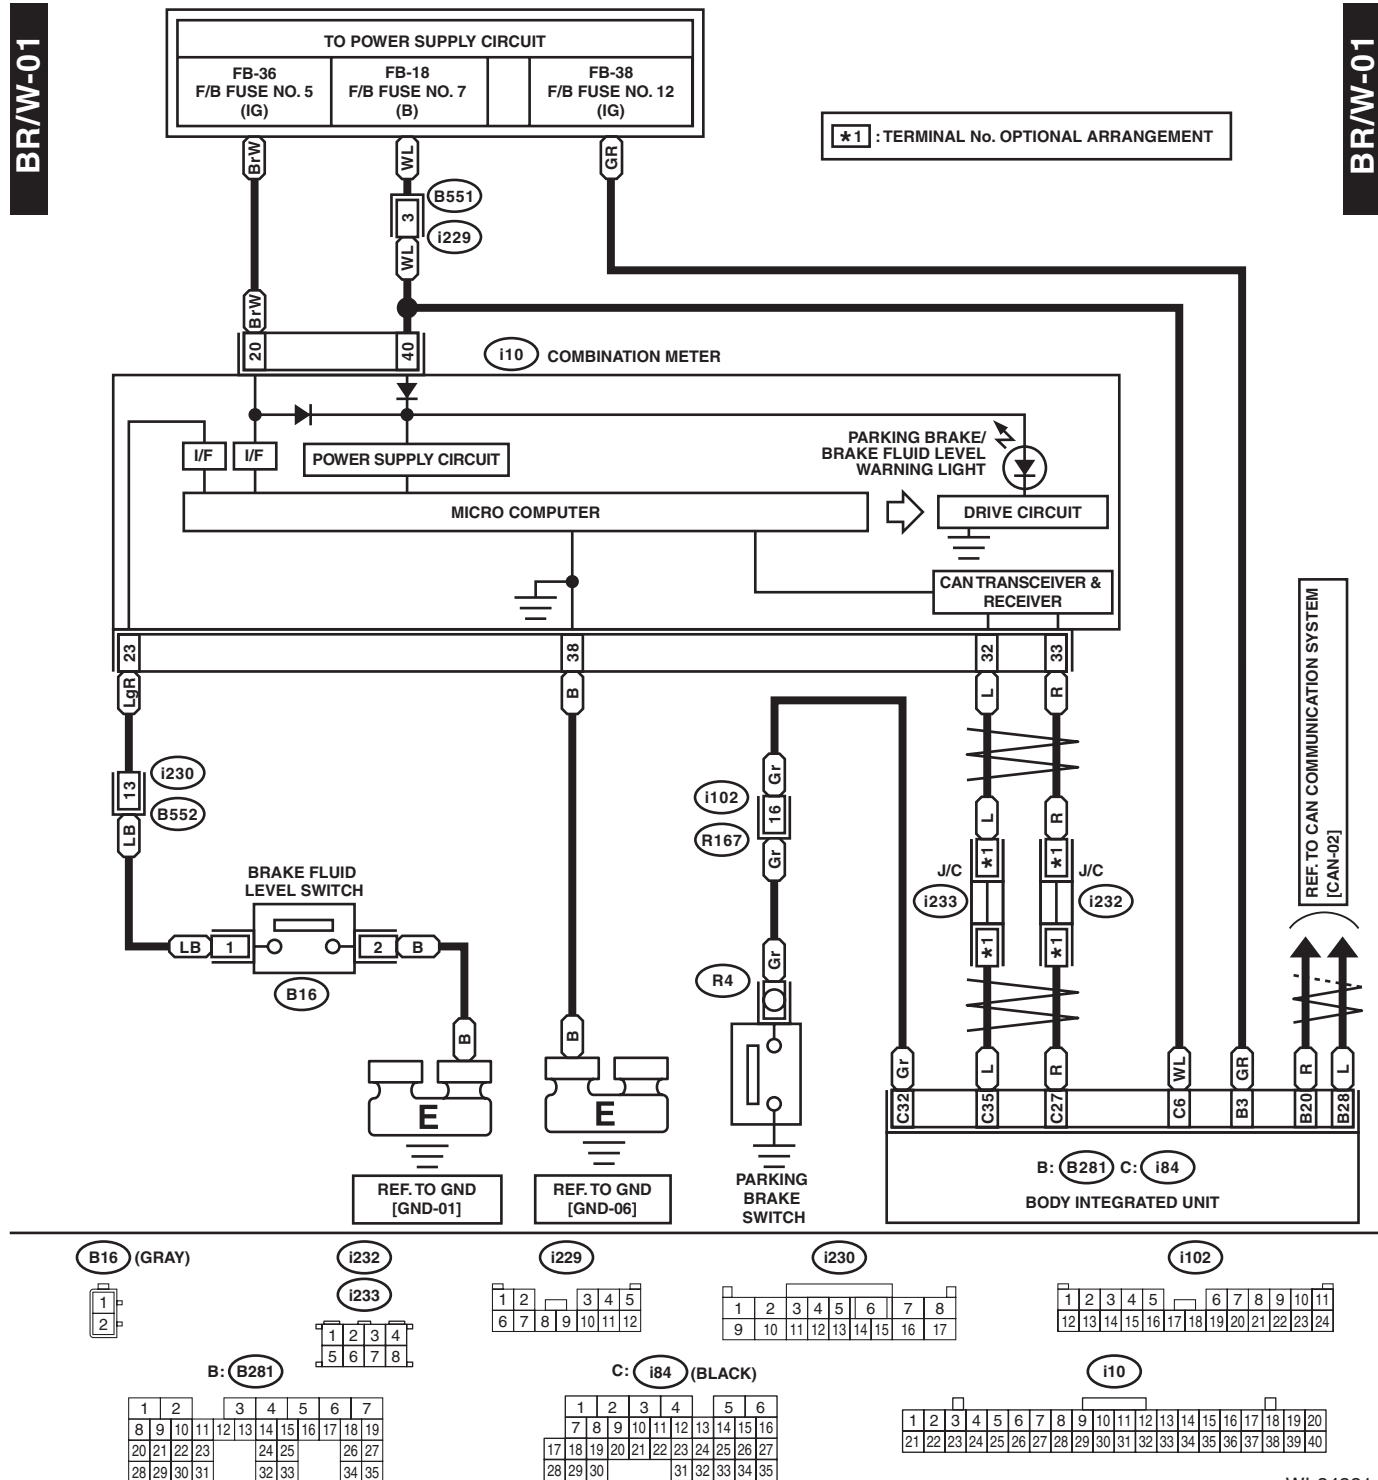 BR/W-01
BR/W-01
TO POWER SUPPLY CIRCUIT
FB-36
F/B FUSE NO. 5
(IG)
FB-18
F/B FUSE NO. 7
(B)
FB-38
F/B FUSE NO. 12
(IG)
*1 : TERMINAL No. OPTIONAL ARRANGEMENT
BrW
WL
GR
B551
3
i229
WL
BrW
20
40
i10 COMBINATION METER
I/F
I/F
POWER SUPPLY CIRCUIT
PARKING BRAKE/
BRAKE FLUID LEVEL
WARNING LIGHT
MICRO COMPUTER
DRIVE CIRCUIT
CAN TRANSCEIVER &
RECEIVER
23
38
32
33
LgR
B
L
R
REF. TO CAN COMMUNICATION SYSTEM
[CAN-02]
i230
13
B552
LB
Gr
i102
16
R167
Gr
L
R
*1
*1
J/C
J/C
i233
i232
*1
*1
BRAKE FLUID
LEVEL SWITCH
LB
1
2
B
B16
Gr
R4
B
B
E
E
REF. TO GND
[GND-01]
REF. TO GND
[GND-06]
PARKING
BRAKE
SWITCH
Gr
L
R
WL
GR
R
L
C32
C35
C27
C6
B3
B20
B28
B: B281 C: i84
BODY INTEGRATED UNIT
B16 (GRAY)
1
2
i232
i233
1 2 3 4
5 6 7 8
i229
1 2 3 4 5
6 7 8 9 10 11 12
i230
1 2 3 4 5 6 7 8
9 10 11 12 13 14 15 16 17
i102
1 2 3 4 5 6 7 8 9 10 11
12 13 14 15 16 17 18 19 20 21 22 23 24
B: B281
1 2 3 4 5 6 7
8 9 10 11 12 13 14 15 16 17 18 19
20 21 22 23 24 25 26 27
28 29 30 31 32 33 34 35
C: i84 (BLACK)
1 2 3 4 5 6
7 8 9 10 11 12 13 14 15 16
17 18 19 20 21 22 23 24 25 26 27
28 29 30 31 32 33 34 35
i10
1 2 3 4 5 6 7 8 9 10 11 12 13 14 15 16 17 18 19 20
21 22 23 24 25 26 27 28 29 30 31 32 33 34 35 36 37 38 39 40